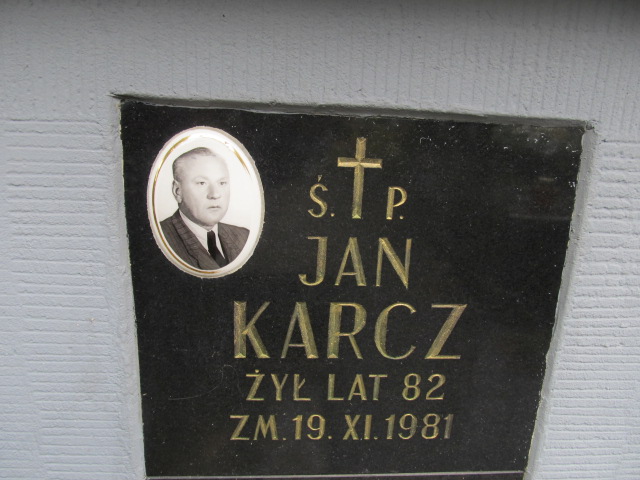 Ś. P.
JAN
KARCZ
ŻYŁ LAT 82
ZM. 19. XI. 1981